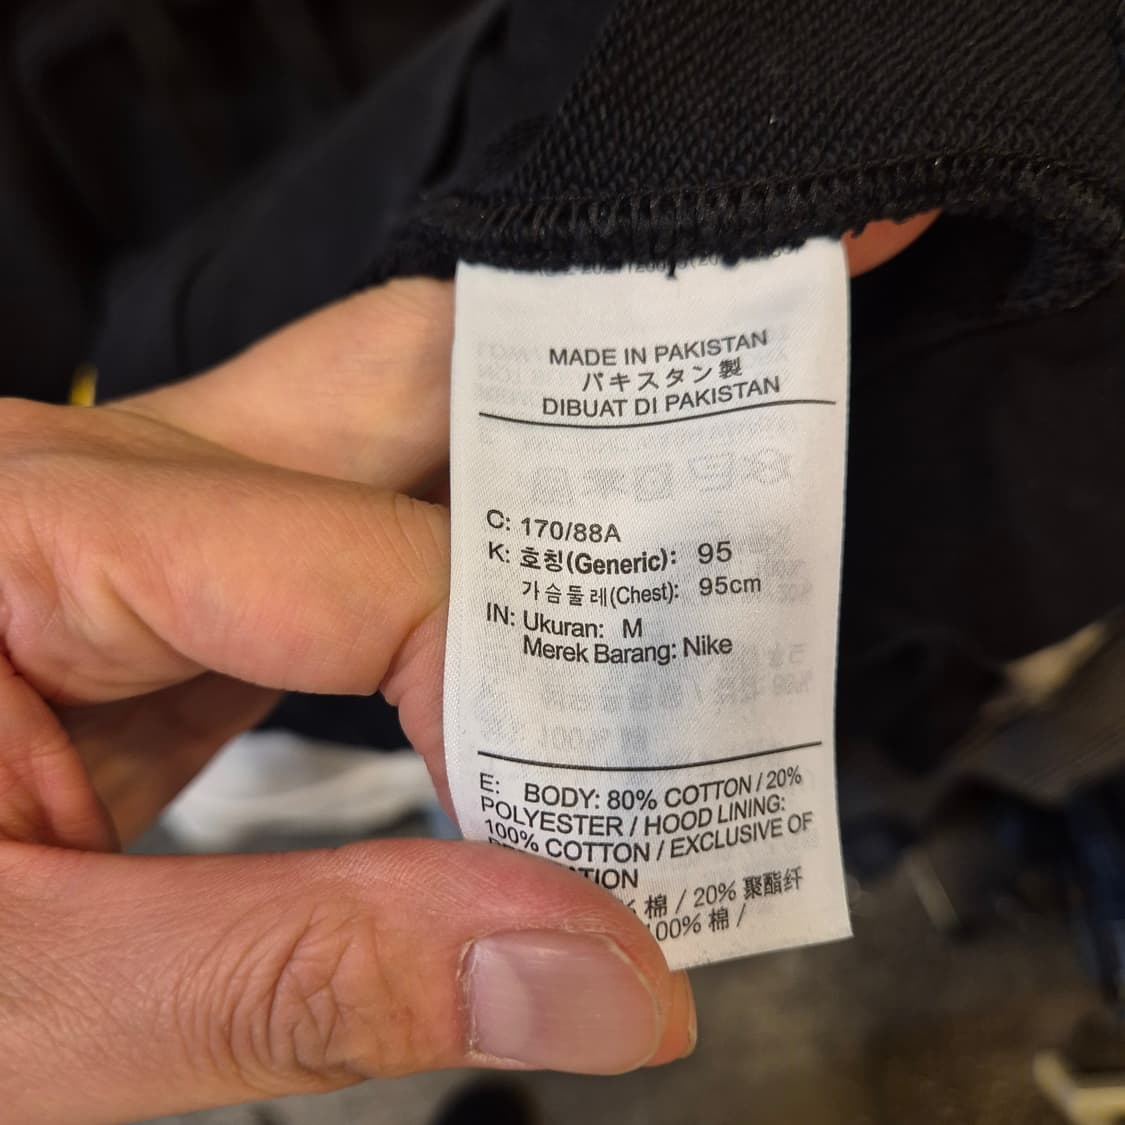 MADE IN PAKISTAN
パキスタン製
DIBUAT DI PAKISTAN
C: 170/88A
K: 호칭(Generic): 95
가슴둘레(Chest): 95cm
IN: Ukuran: M
Merek Barang: Nike
E: BODY: 80% COTTON / 20%
POLYESTER / HOOD LINING:
100% COTTON / EXCLUSIVE OF
% 棉 / 20% 聚酯纤
100% 棉 /